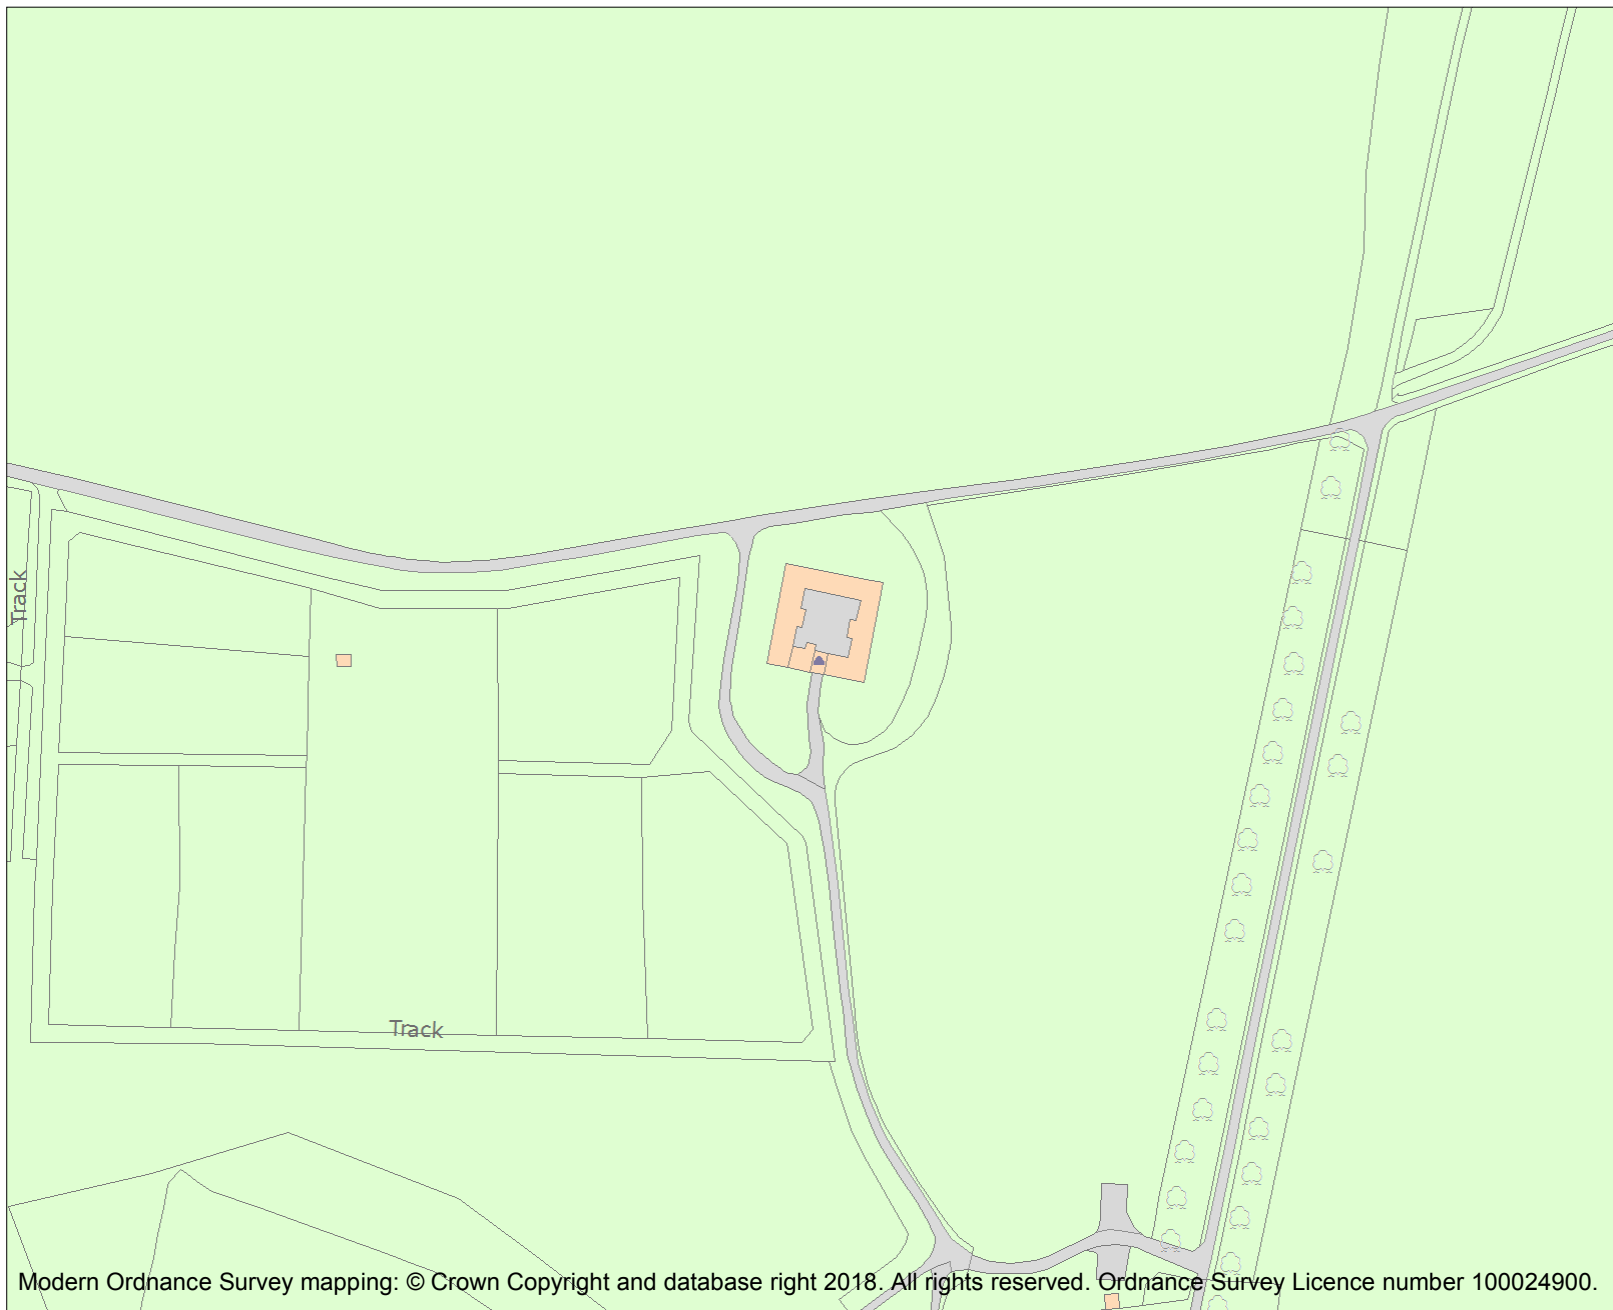 Track
Track
Modern Ordnance Survey mapping: © Crown Copyright and database right 2018. All rights reserved. Ordnance Survey Licence number 100024900.